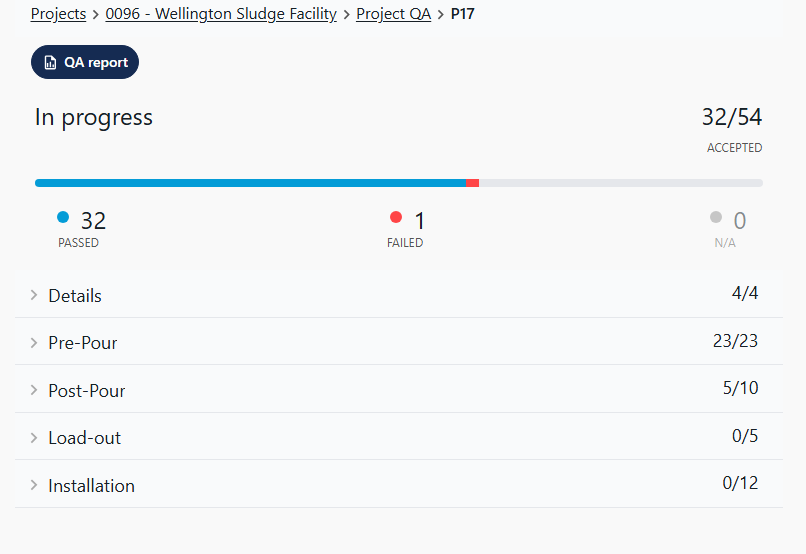 Projects > 0096 - Wellington Sludge Facility > Project QA > P17
QA report
In progress 32/54
ACCEPTED
32 1 0
PASSED FAILED N/A
Details 4/4
Pre-Pour 23/23
Post-Pour 5/10
Load-out 0/5
Installation 0/12